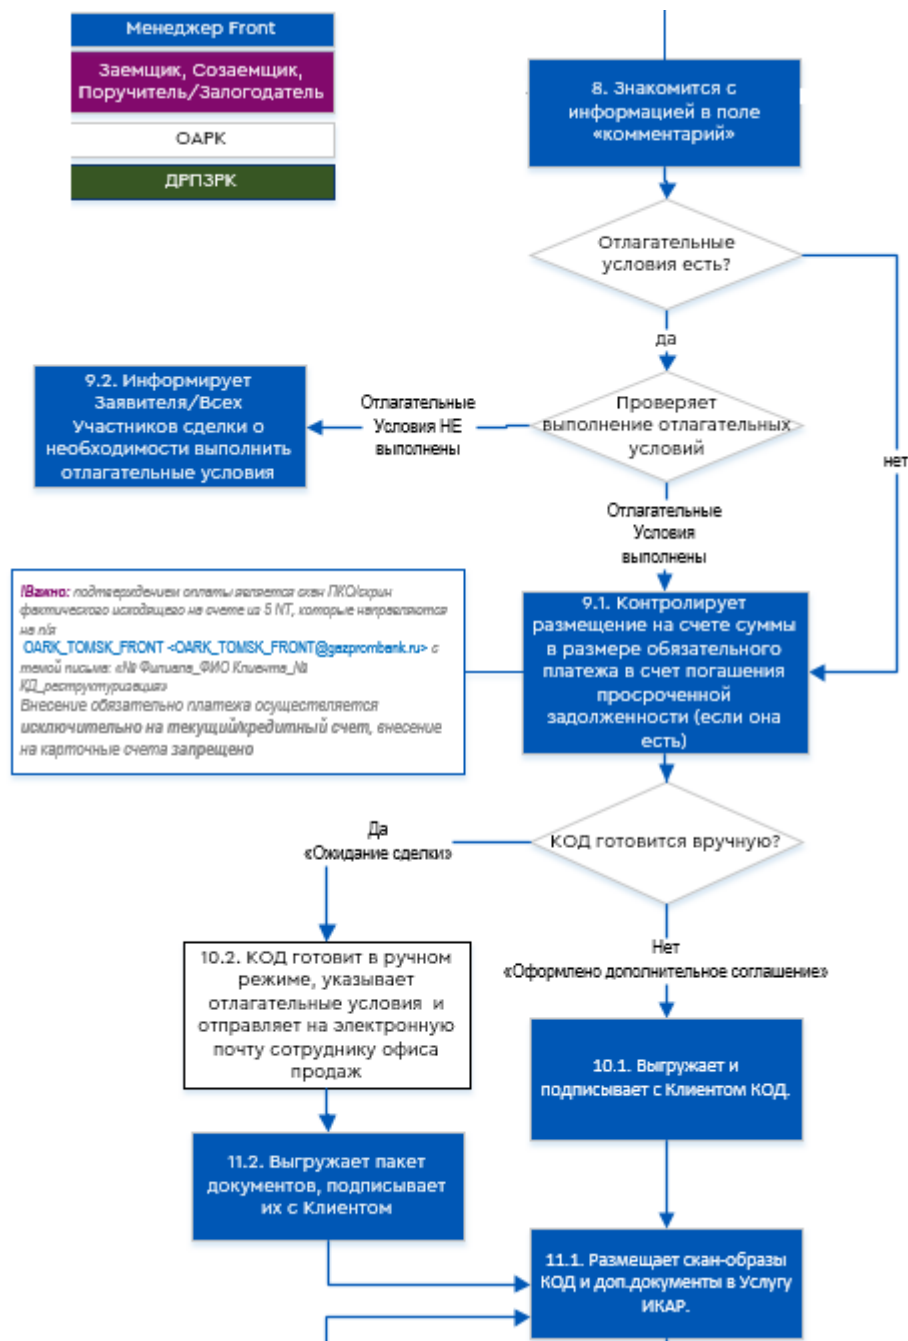 Менеджер Front
Заемщик, Созаемщик,
Поручитель/Залогодатель
ОАРК
ДРПЗРК
8. Знакомится с
информацией в поле
«комментарий»
Отлагательные
условия есть?
да
нет
Проверяет
выполнение отлагательных
условий
Отлагательные
Условия НЕ
выполнены
9.2. Информирует
Заявителя/Всех
Участников сделки о
необходимости выполнить
отлагательные условия
Отлагательные
Условия
выполнены
!Важно: подтверждением оплаты является скан ПКО/скрин
фактического исходящего на счете из 5 NT, которые направляются
на п/я
OARK_TOMSK_FRONT <OARK_TOMSK_FRONT@gazprombank.ru> с
темой письма: «№ Филиала_ФИО Клиента_№
КД_реструктуризация»
Внесение обязательно платежа осуществляется
исключительно на текущий/кредитный счет, внесение
на карточные счета запрещено
9.1. Контролирует
размещение на счете суммы
в размере обязательного
платежа в счет погашения
просроченной
задолженности (если она
есть)
КОД готовится вручную?
Да
«Ожидание сделки»
Нет
«Оформлено дополнительное соглашение»
10.2. КОД готовит в ручном
режиме, указывает
отлагательные условия и
отправляет на электронную
почту сотруднику офиса
продаж
10.1. Выгружает и
подписывает с Клиентом КОД.
11.2. Выгружает пакет
документов, подписывает
их с Клиентом
11.1. Размещает скан-образы
КОД и доп.документы в Услугу
ИКАР.